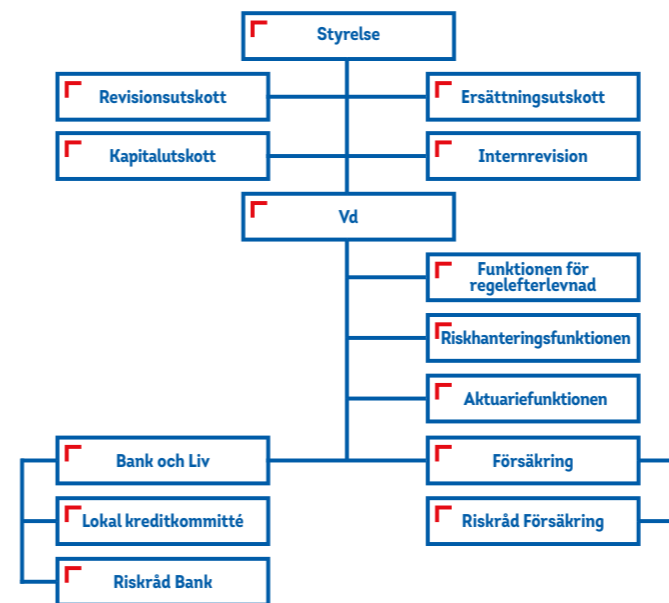 Styrelse
Revisionsutskott
Ersättningsutskott
Kapitalutskott
Internrevision
Vd
Funktionen för
regelefterlevnad
Riskhanteringsfunktionen
Aktuariefunktionen
Bank och Liv
Försäkring
Lokal kreditkommitté
Riskråd Försäkring
Riskråd Bank